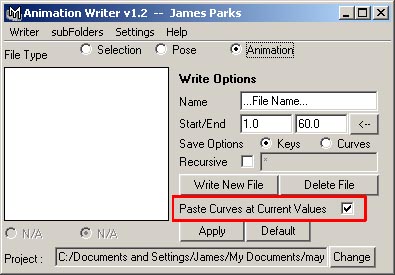 Animation Writer v1.2 -- James Parks
Writer subFolders Settings Help
File Type Selection Pose Animation
Write Options
Name ...File Name...
Start/End 1.0 60.0 <--
Save Options Keys Curves
Recursive *
Write New File Delete File
Paste Curves at Current Values
N/A N/A Apply Default
Project : C:/Documents and Settings/James/My Documents/may Change